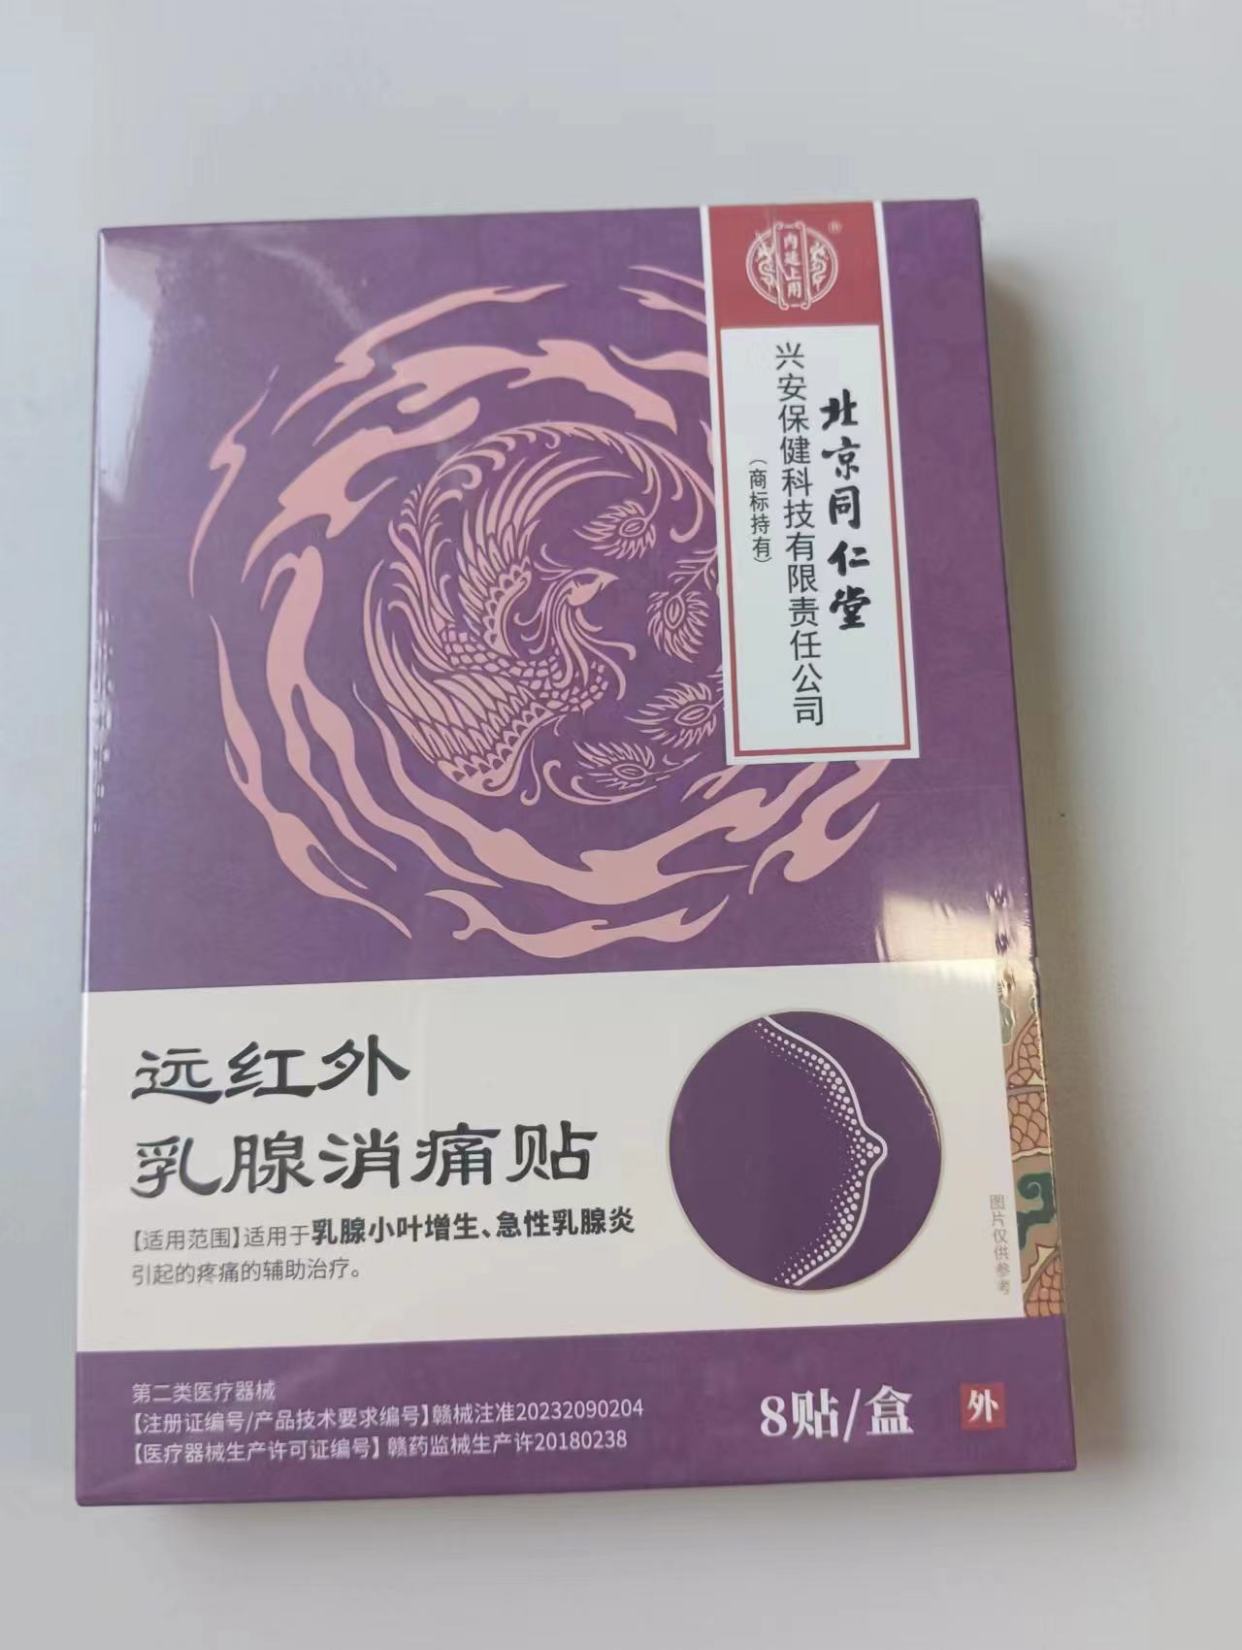 内廷上用
®
北京同仁堂
兴安保健科技有限责任公司
(商标持有)
远红外
乳腺消痛贴
【适用范围】适用于乳腺小叶增生、急性乳腺炎
引起的疼痛的辅助治疗。
图片仅供参考
第二类医疗器械
【注册证编号/产品技术要求编号】赣械注准20232090204
【医疗器械生产许可证编号】赣药监械生产许20180238
8贴/盒
外